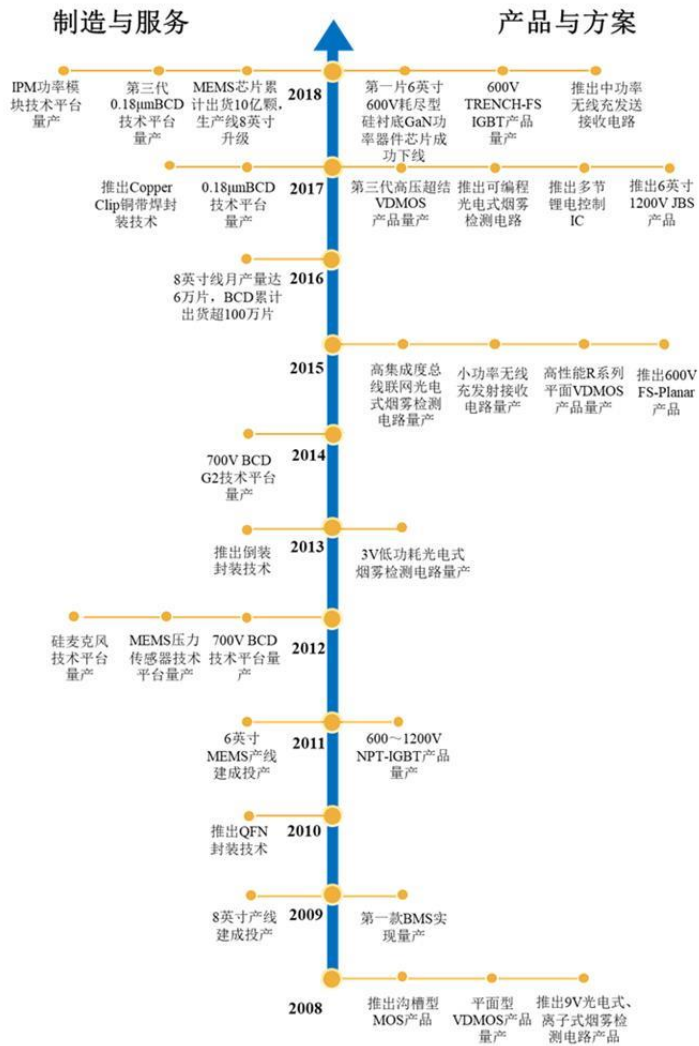 制造与服务
产品与方案
2018
IPM功率模
块技术平台
量产
第三代
0.18μmBCD
技术平台
量产
MEMS芯片累
计出货10亿颗，
生产线8英寸
升级
第一片6英寸
600V耗尽型
硅衬底GaN功
率器件芯片成
功下线
600V
TRENCH-FS
IGBT产品
量产
推出中功率
无线充发送
接收电路
2017
推出Copper
Clip铜带焊封
装技术
0.18μmBCD
技术平台
量产
第三代高压超结
VDMOS
产品量产
推出可编程
光电式烟雾
检测电路
推出多节
锂电控制
IC
推出6英寸
1200V JBS
产品
2016
8英寸线月产量达
6万片，BCD累计
出货超100万片
2015
高集成度总
线联网光电
式烟雾检测
电路量产
小功率无线
充发射接收
电路量产
高性能R系列
平面VDMOS
产品量产
推出600V
FS-Planar
产品
2014
700V BCD
G2技术平台
量产
2013
推出倒装
封装技术
3V低功耗光电式
烟雾检测电路量产
2012
硅麦克风
技术平台
量产
MEMS压力
传感器技术
平台量产
700V BCD
技术平台量
产
2011
6英寸
MEMS产线
建成投产
600～1200V
NPT-IGBT产品
量产
2010
推出QFN
封装技术
2009
8英寸产线
建成投产
第一款BMS实
现量产
2008
推出沟槽型
MOS产品
平面型
VDMOS产品
量产
推出9V光电式、
离子式烟雾检
测电路产品